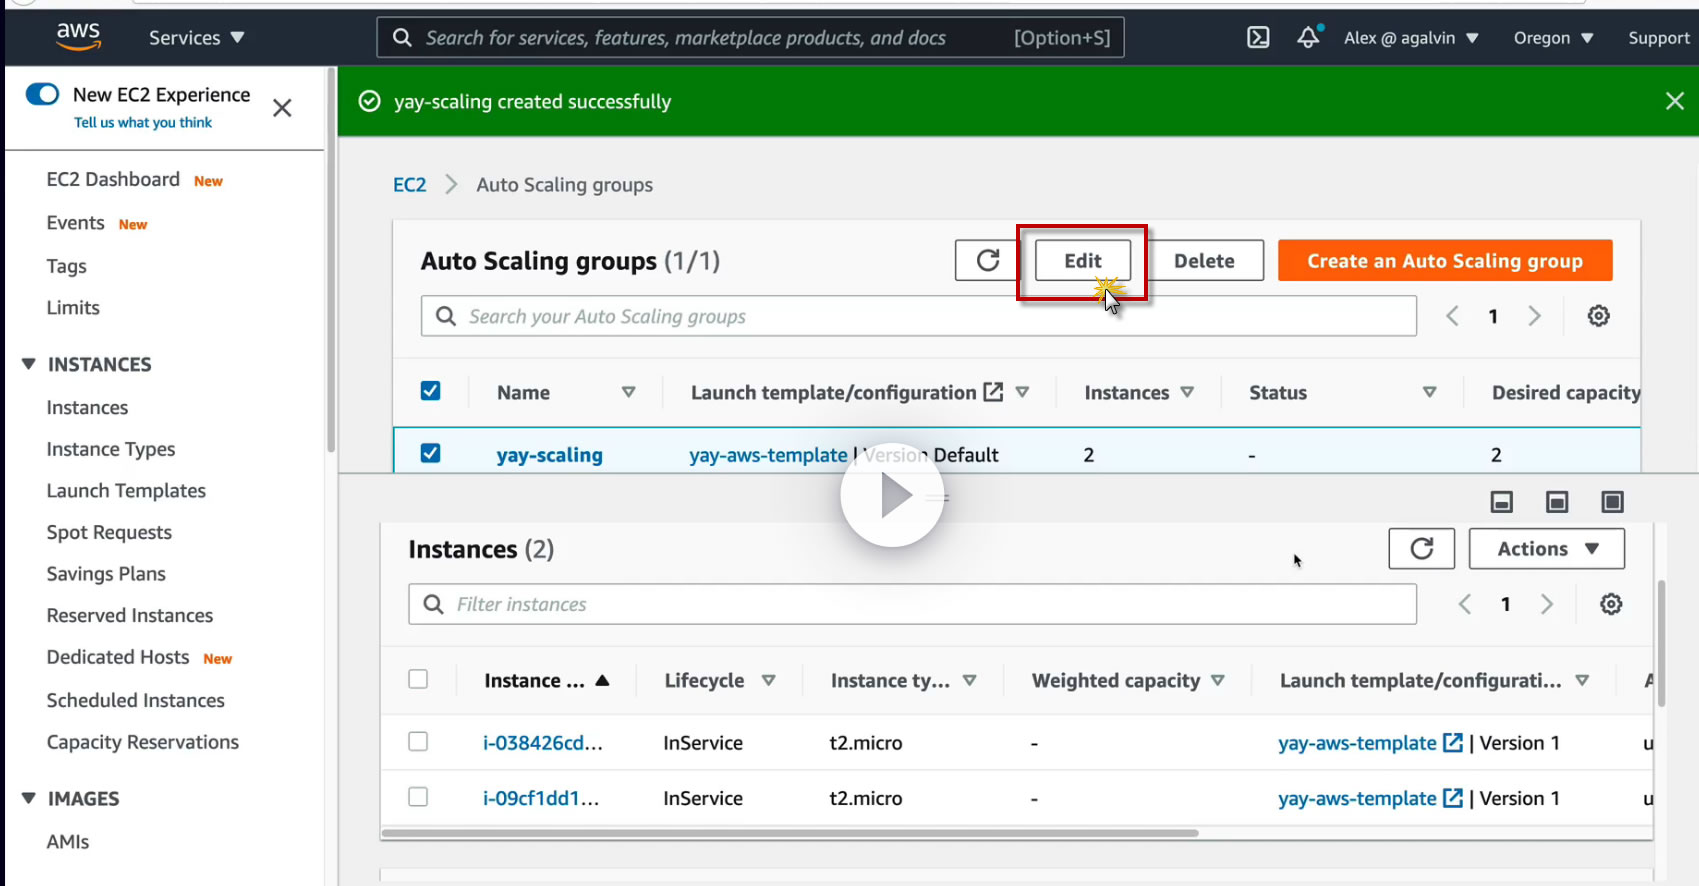 aws Services Search for services, features, marketplace products, and docs [Option+S] Alex @ agalvin Oregon Support
New EC2 Experience
Tell us what you think
EC2 Dashboard New
Events New
Tags
Limits
INSTANCES
Instances
Instance Types
Launch Templates
Spot Requests
Savings Plans
Reserved Instances
Dedicated Hosts New
Scheduled Instances
Capacity Reservations
IMAGES
AMIs
yay-scaling created successfully
EC2 Auto Scaling groups
Auto Scaling groups (1/1) Edit Delete Create an Auto Scaling group
Search your Auto Scaling groups 1
Name Launch template/configuration Instances Status Desired capacity
yay-scaling yay-aws-template | Version Default 2 - 2
Instances (2) Actions
Filter instances 1
Instance ... Lifecycle Instance ty... Weighted capacity Launch template/configurati...
i-038426cd... InService t2.micro - yay-aws-template | Version 1 u
i-09cf1dd1... InService t2.micro - yay-aws-template | Version 1 u